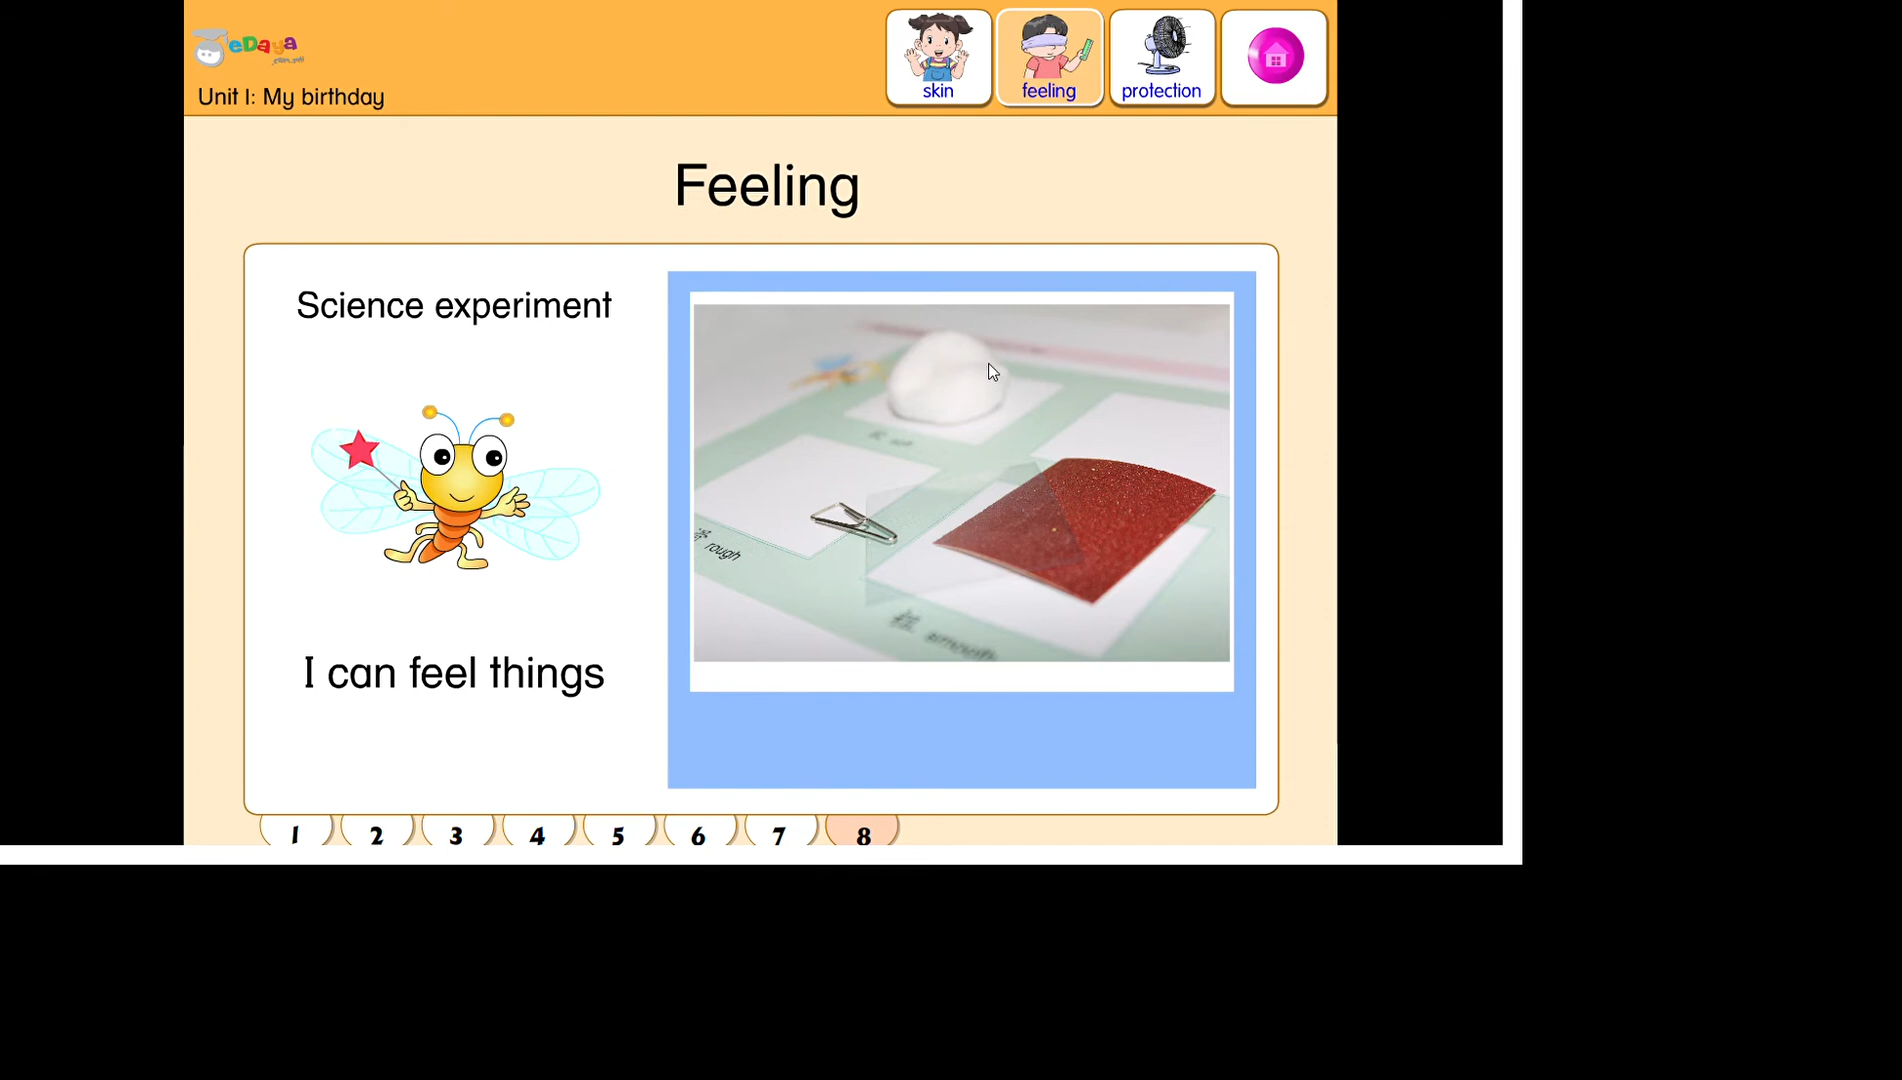 eDaya
Unit 1: My birthday
skin
feeling
protection
Feeling
Science experiment
rough
smooth
I can feel things
1 2 3 4 5 6 7 8